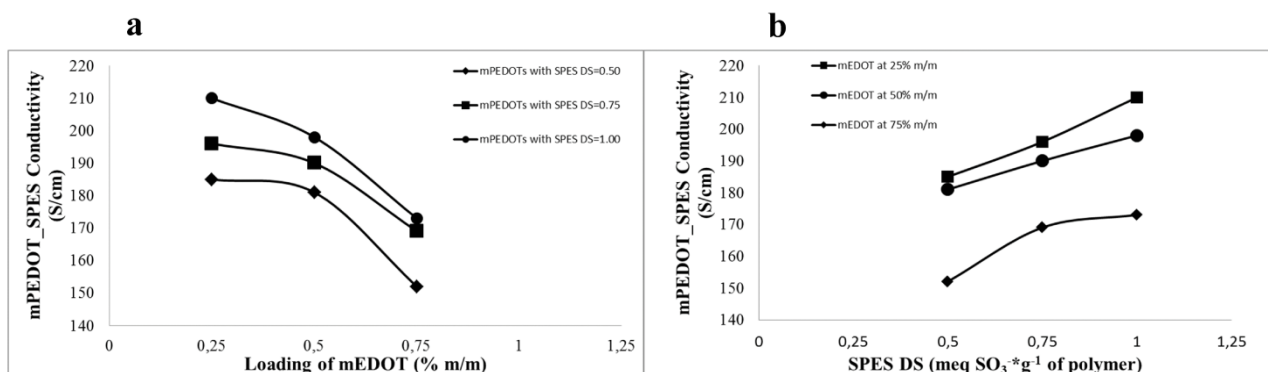 a
mPEDOT_SPES Conductivity
(S/cm)
220
210
200
190
180
170
160
150
140
0
0,25
0,5
0,75
1
1,25
Loading of mEDOT (% m/m)
mPEDOTs with SPES DS=0.50
mPEDOTs with SPES DS=0.75
mPEDOTs with SPES DS=1.00
b
mPEDOT_SPES Conductivity
(S/cm)
220
210
200
190
180
170
160
150
140
0
0,25
0,5
0,75
1
1,25
SPES DS (meq SO₃⁻*g⁻¹ of polymer)
mEDOT at 25% m/m
mEDOT at 50% m/m
mEDOT at 75% m/m